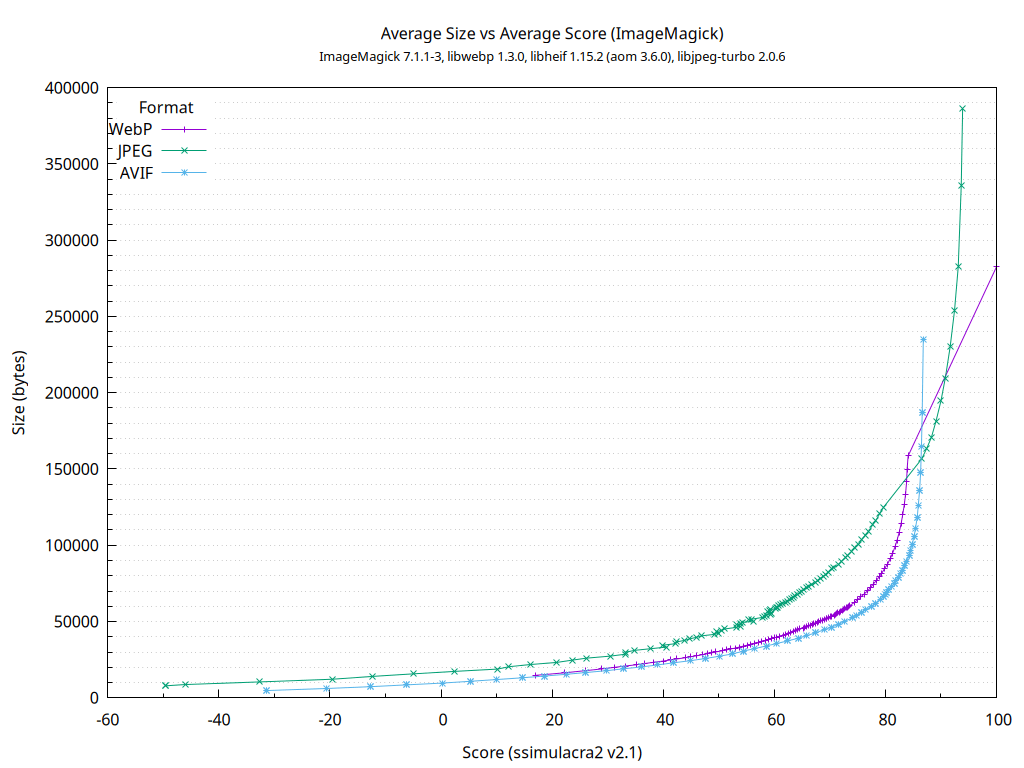 Average Size vs Average Score (ImageMagick)
ImageMagick 7.1.1-3, libwebp 1.3.0, libheif 1.15.2 (aom 3.6.0), libjpeg-turbo 2.0.6
Format
WebP
JPEG
AVIF
400000
350000
300000
250000
200000
150000
100000
50000
0
Size (bytes)
-60 -40 -20 0 20 40 60 80 100
Score (ssimulacra2 v2.1)